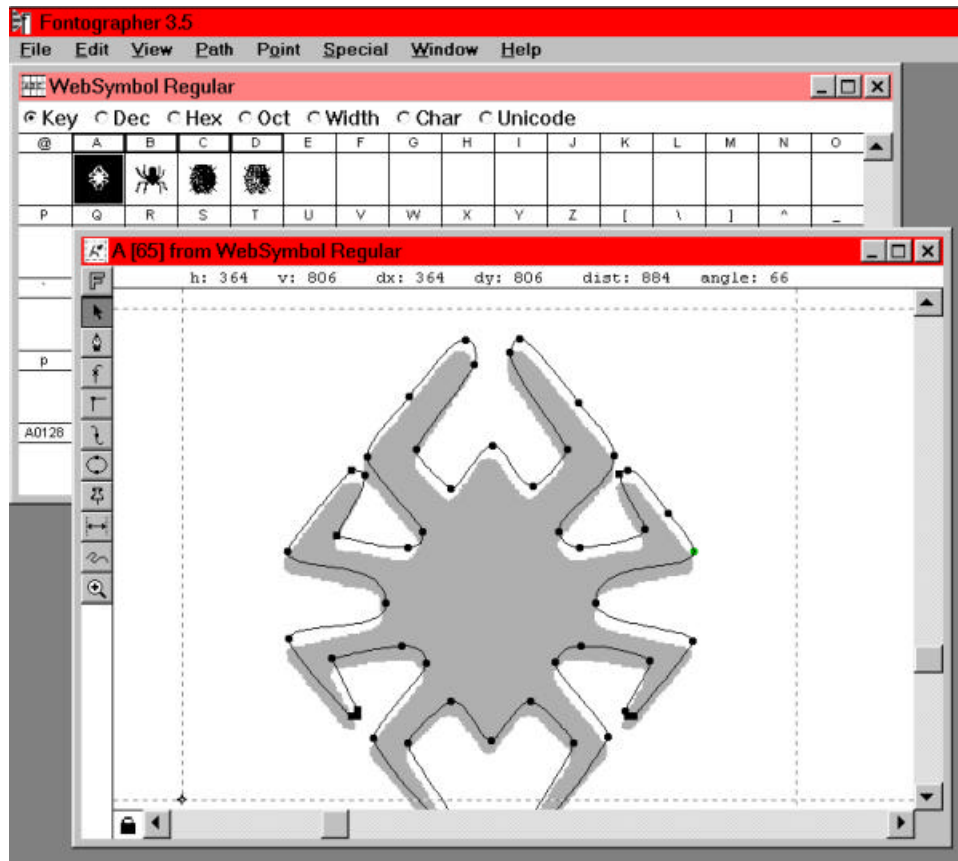 Fontographer 3.5
File Edit View Path Point Special Window Help
WebSymbol Regular
Key Dec Hex Oct Width Char Unicode
@ A B C D E F G H I J K L M N O
P Q R S T U V W X Y Z [ \ ] ^ _
A [65] from WebSymbol Regular
h: 364 v: 806 dx: 364 dy: 806 dist: 884 angle: 66
`
p
A0128